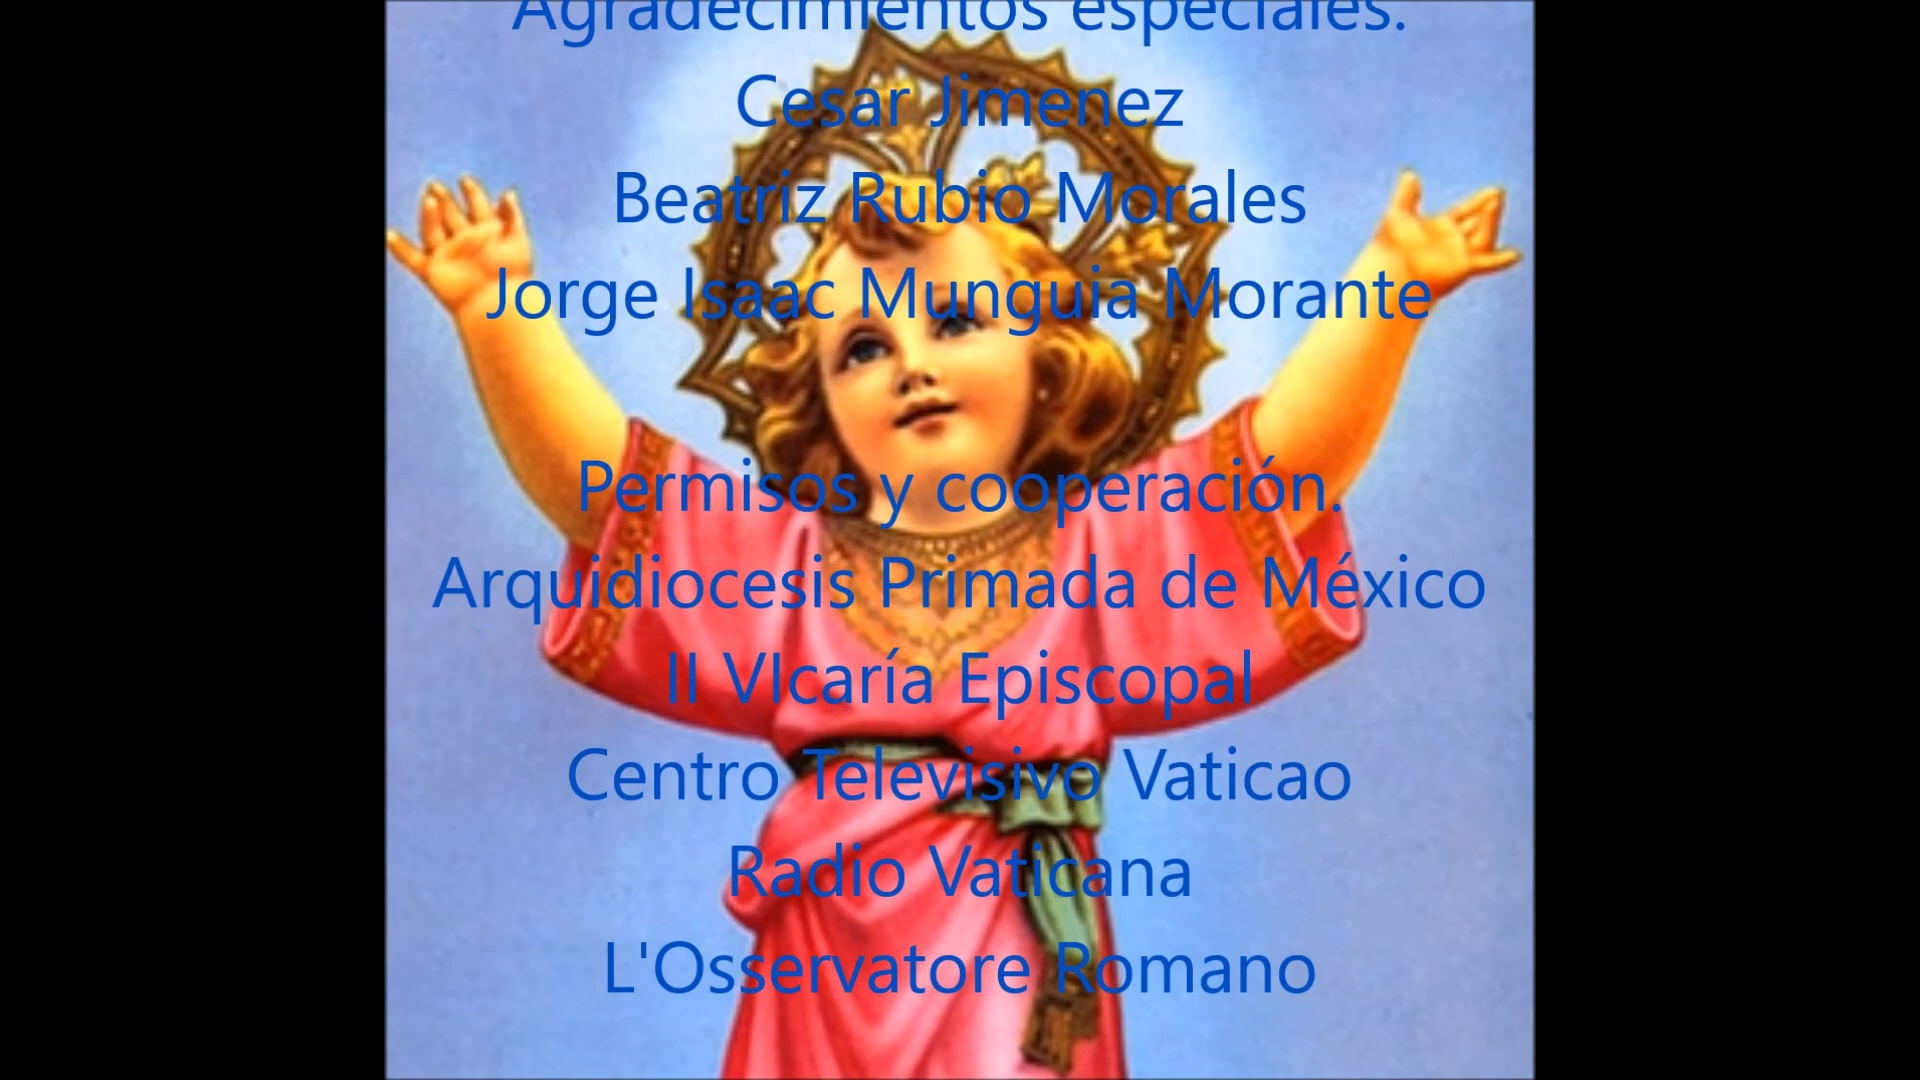 Agradecimientos especiales.
Cesar Jimenez
Beatriz Rubio Morales
Jorge Isaac Munguia Morante
Permisos y cooperación.
Arquidiocesis Primada de México
II VIcaría Episcopal
Centro Televisivo Vaticao
Radio Vaticana
L'Osservatore Romano